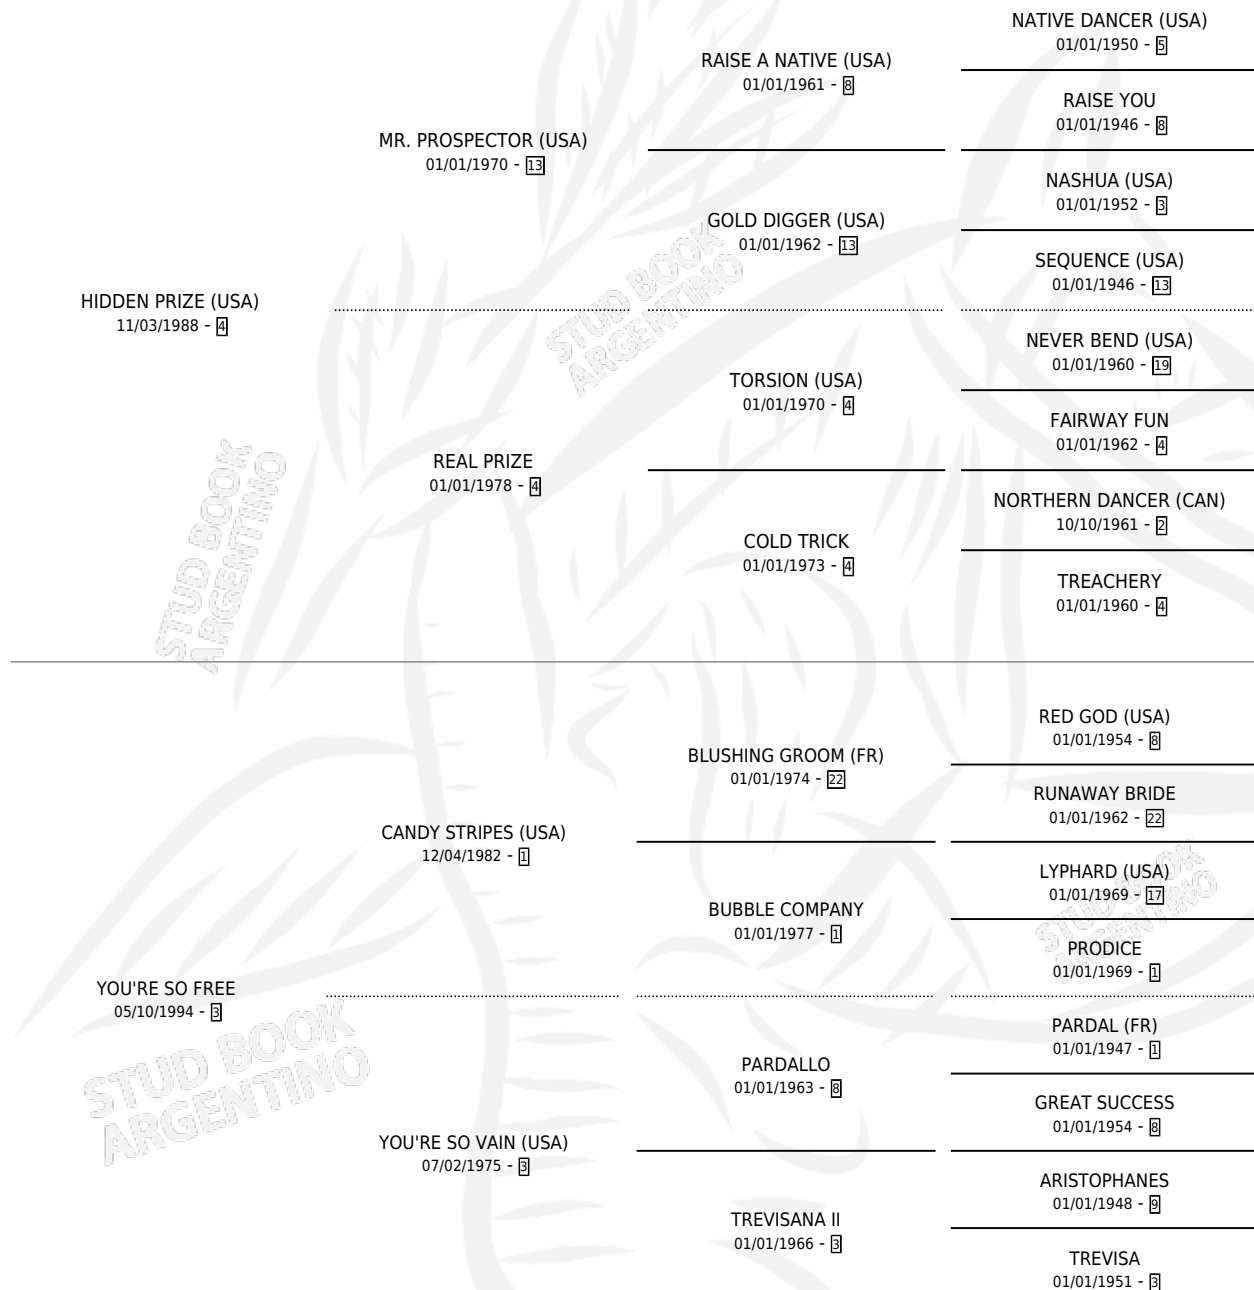 NATIVE DANCER (USA)
01/01/1950 - 5
RAISE A NATIVE (USA)
01/01/1961 - 8
RAISE YOU
01/01/1946 - 8
MR. PROSPECTOR (USA)
01/01/1970 - 13
NASHUA (USA)
01/01/1952 - 3
GOLD DIGGER (USA)
01/01/1962 - 13
SEQUENCE (USA)
01/01/1946 - 13
HIDDEN PRIZE (USA)
11/03/1988 - 4
NEVER BEND (USA)
01/01/1960 - 19
TORSION (USA)
01/01/1970 - 4
FAIRWAY FUN
01/01/1962 - 4
REAL PRIZE
01/01/1978 - 4
NORTHERN DANCER (CAN)
10/10/1961 - 2
COLD TRICK
01/01/1973 - 4
TREACHERY
01/01/1960 - 4
RED GOD (USA)
01/01/1954 - 8
BLUSHING GROOM (FR)
01/01/1974 - 22
RUNAWAY BRIDE
01/01/1962 - 22
CANDY STRIPES (USA)
12/04/1982 - 1
LYPHARD (USA)
01/01/1969 - 17
BUBBLE COMPANY
01/01/1977 - 1
PRODICE
01/01/1969 - 1
YOU'RE SO FREE
05/10/1994 - 3
PARDAL (FR)
01/01/1947 - 1
PARDALLO
01/01/1963 - 8
GREAT SUCCESS
01/01/1954 - 8
YOU'RE SO VAIN (USA)
07/02/1975 - 3
ARISTOPHANES
01/01/1948 - 9
TREVISANA II
01/01/1966 - 3
TREVISA
01/01/1951 - 3
STUD BOOK
ARGENTINO
STUD BOOK
ARGENTINO
STUD BOOK
ARGENTINO
STUD BOOK
ARGENTINO